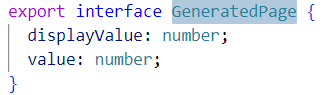 export interface GeneratedPage {
  displayValue: number;
  value: number;
}